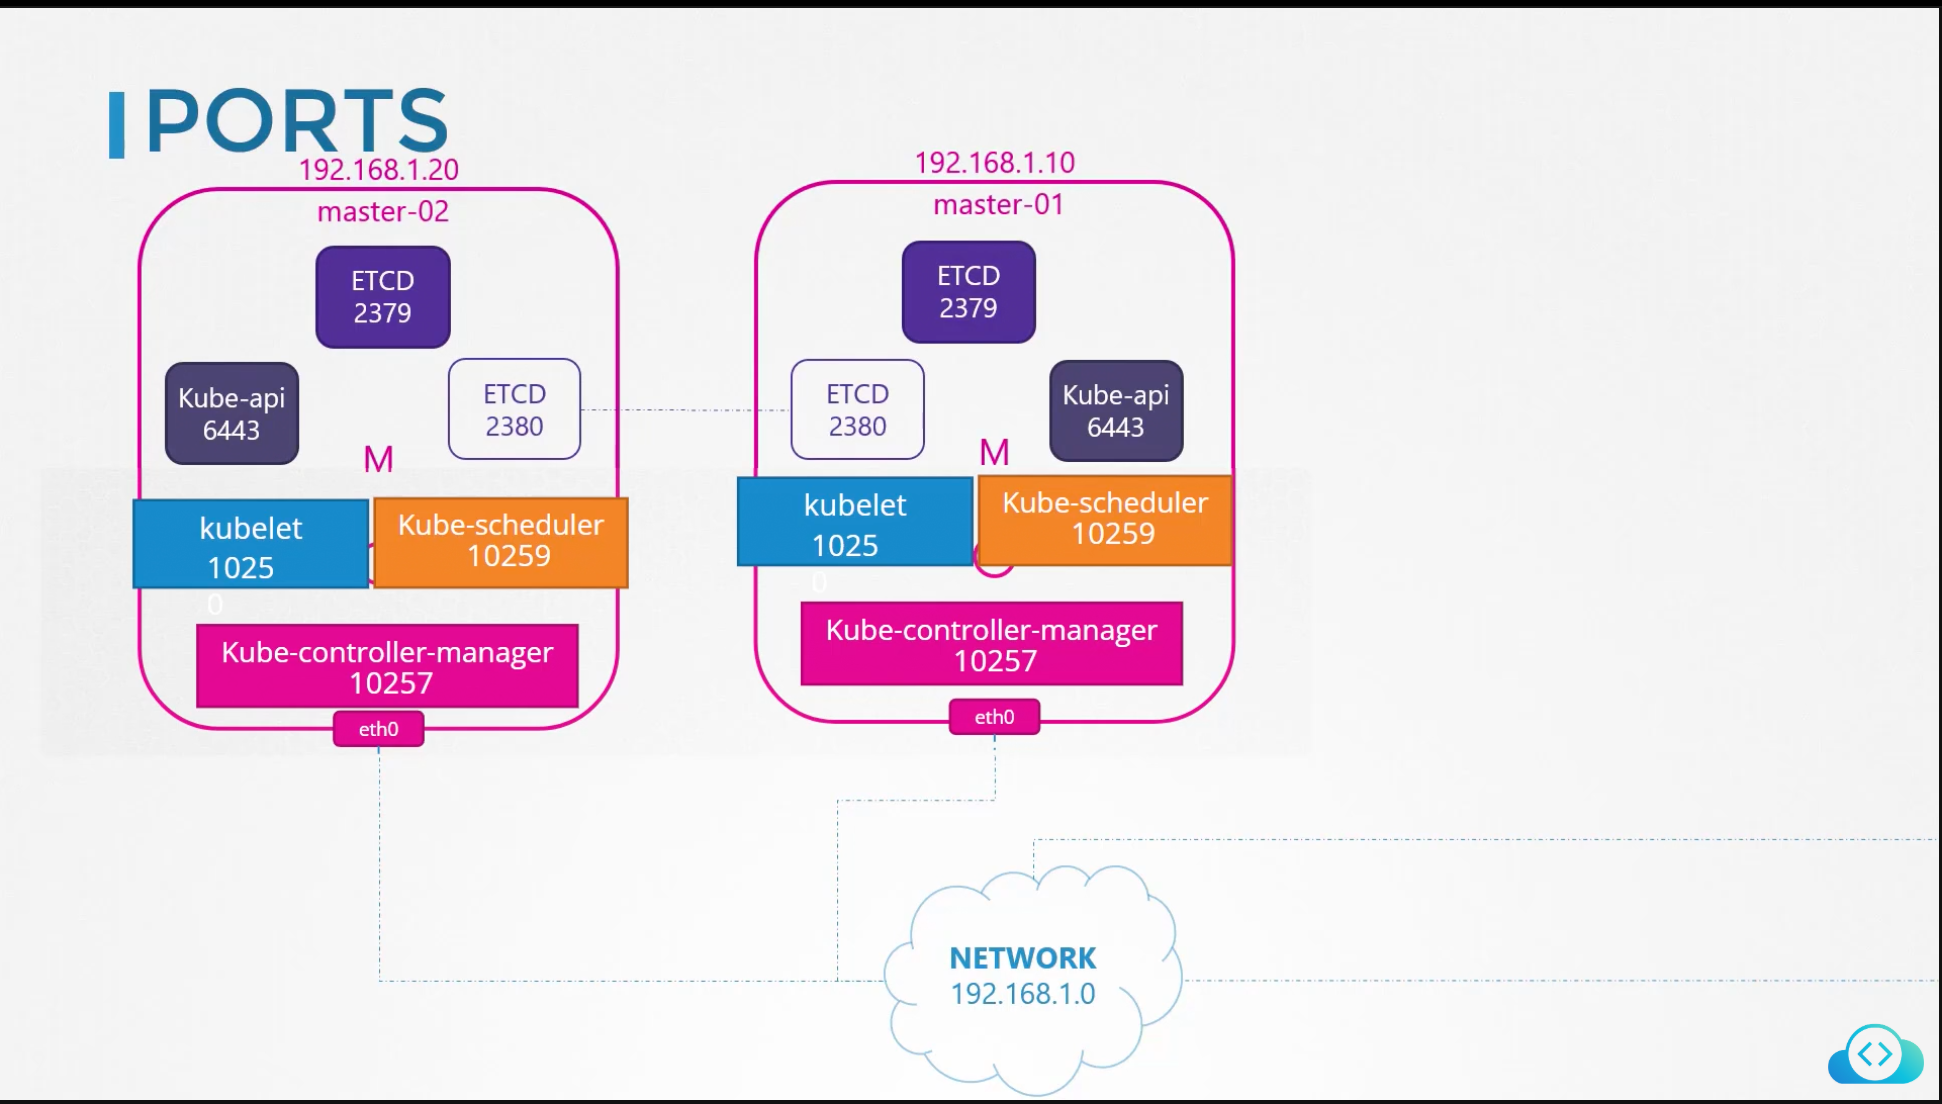 PORTS
192.168.1.20
master-02
ETCD
2379
Kube-api
6443
ETCD
2380
M
kubelet
1025
0
Kube-scheduler
10259
Kube-controller-manager
10257
eth0
192.168.1.10
master-01
ETCD
2379
ETCD
2380
Kube-api
6443
M
kubelet
1025
0
Kube-scheduler
10259
Kube-controller-manager
10257
eth0
NETWORK
192.168.1.0